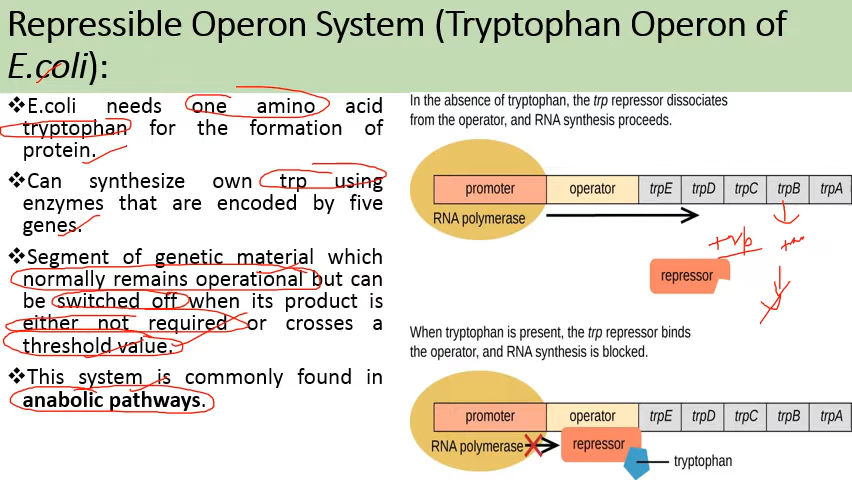 Repressible Operon System (Tryptophan Operon of
E.coli):
❖E.coli needs one amino acid
tryptophan for the formation of
protein.
❖Can synthesize own trp using
enzymes that are encoded by five
genes.
❖Segment of genetic material which
normally remains operational but can
be switched off when its product is
either not required or crosses a
threshold value.
❖This system is commonly found in
anabolic pathways.
In the absence of tryptophan, the trp repressor dissociates
from the operator, and RNA synthesis proceeds.
promoter operator trpE trpD trpC trpB trpA
RNA polymerase
trp
repressor
When tryptophan is present, the trp repressor binds
the operator, and RNA synthesis is blocked.
promoter operator trpE trpD trpC trpB trpA
RNA polymerase repressor
tryptophan